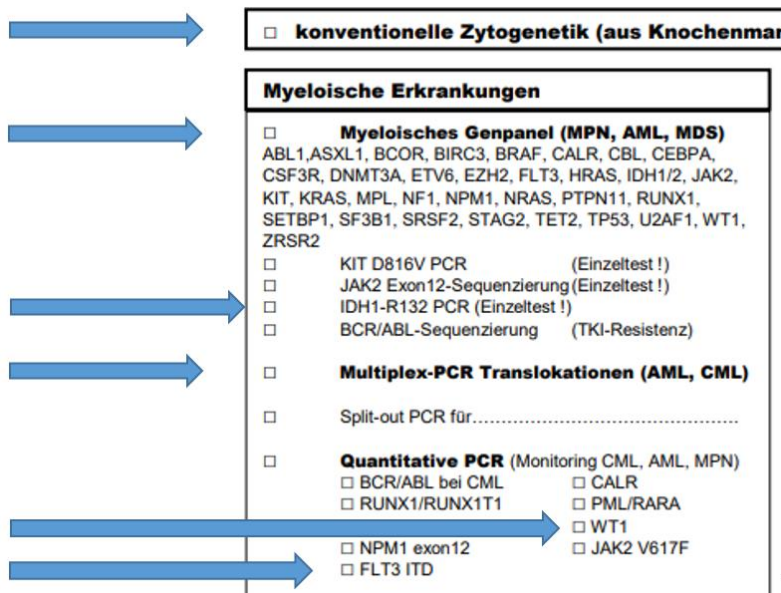 □ konventionelle Zytogenetik (aus Knochenmar
Myeloische Erkrankungen
□ Myeloisches Genpanel (MPN, AML, MDS)
ABL1,ASXL1, BCOR, BIRC3, BRAF, CALR, CBL, CEBPA,
CSF3R, DNMT3A, ETV6, EZH2, FLT3, HRAS, IDH1/2, JAK2,
KIT, KRAS, MPL, NF1, NPM1, NRAS, PTPN11, RUNX1,
SETBP1, SF3B1, SRSF2, STAG2, TET2, TP53, U2AF1, WT1,
ZRSR2
□ KIT D816V PCR (Einzeltest !)
□ JAK2 Exon12-Sequenzierung (Einzeltest !)
□ IDH1-R132 PCR (Einzeltest !)
□ BCR/ABL-Sequenzierung (TKI-Resistenz)
□ Multiplex-PCR Translokationen (AML, CML)
□ Split-out PCR für.............................................
□ Quantitative PCR (Monitoring CML, AML, MPN)
□ BCR/ABL bei CML □ CALR
□ RUNX1/RUNX1T1 □ PML/RARA
□ WT1
□ NPM1 exon12 □ JAK2 V617F
□ FLT3 ITD